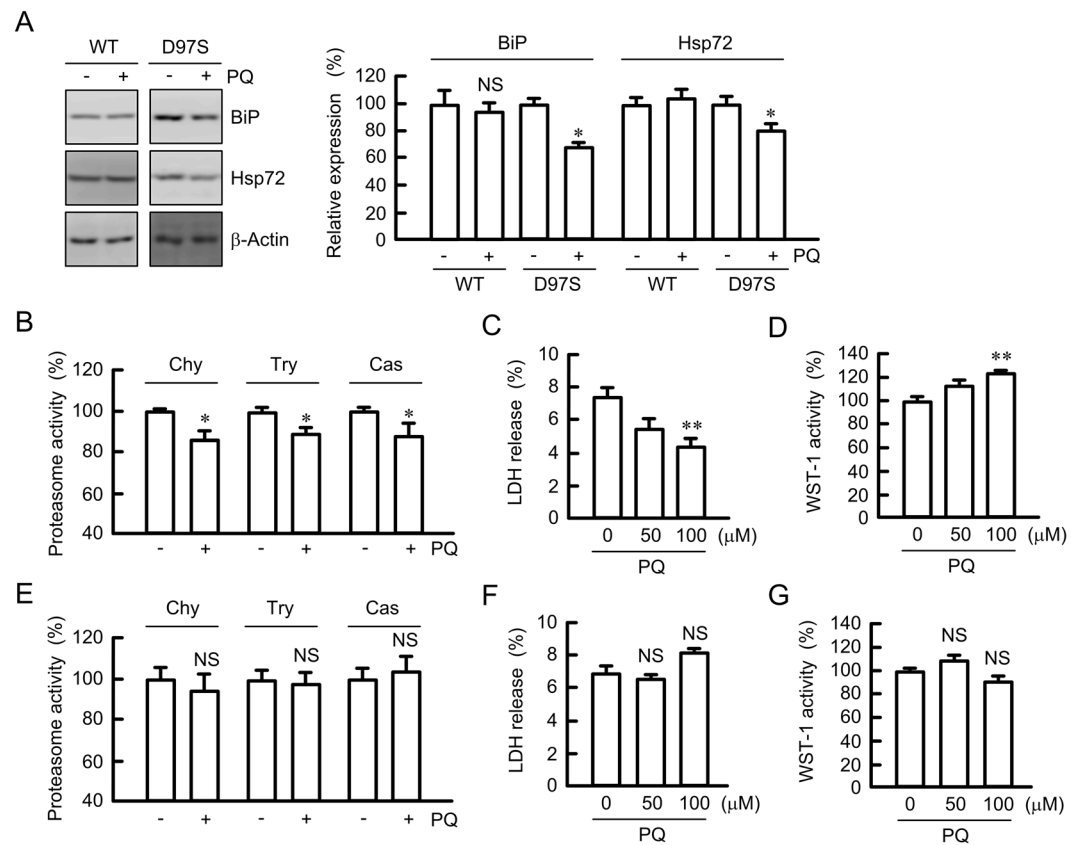 A
WT D97S
- + - + PQ
BiP
Hsp72
β-Actin
Relative expression (%)
BiP Hsp72
120
100
80
60
40
20
0
NS * *
- + - + - + - + PQ
WT D97S WT D97S
B
Proteasome activity (%)
Chy Try Cas
120
100
80
60
40
* * *
- + - + - + PQ
C
LDH release (%)
10
8
6
4
2
0
**
0 50 100 (μM)
PQ
D
WST-1 activity (%)
140
120
100
80
60
40
20
0
**
0 50 100 (μM)
PQ
E
Proteasome activity (%)
Chy Try Cas
120
100
80
60
40
NS NS NS
- + - + - + PQ
F
LDH release (%)
10
8
6
4
2
0
NS NS
0 50 100 (μM)
PQ
G
WST-1 activity (%)
140
120
100
80
60
40
20
0
NS NS
0 50 100 (μM)
PQ